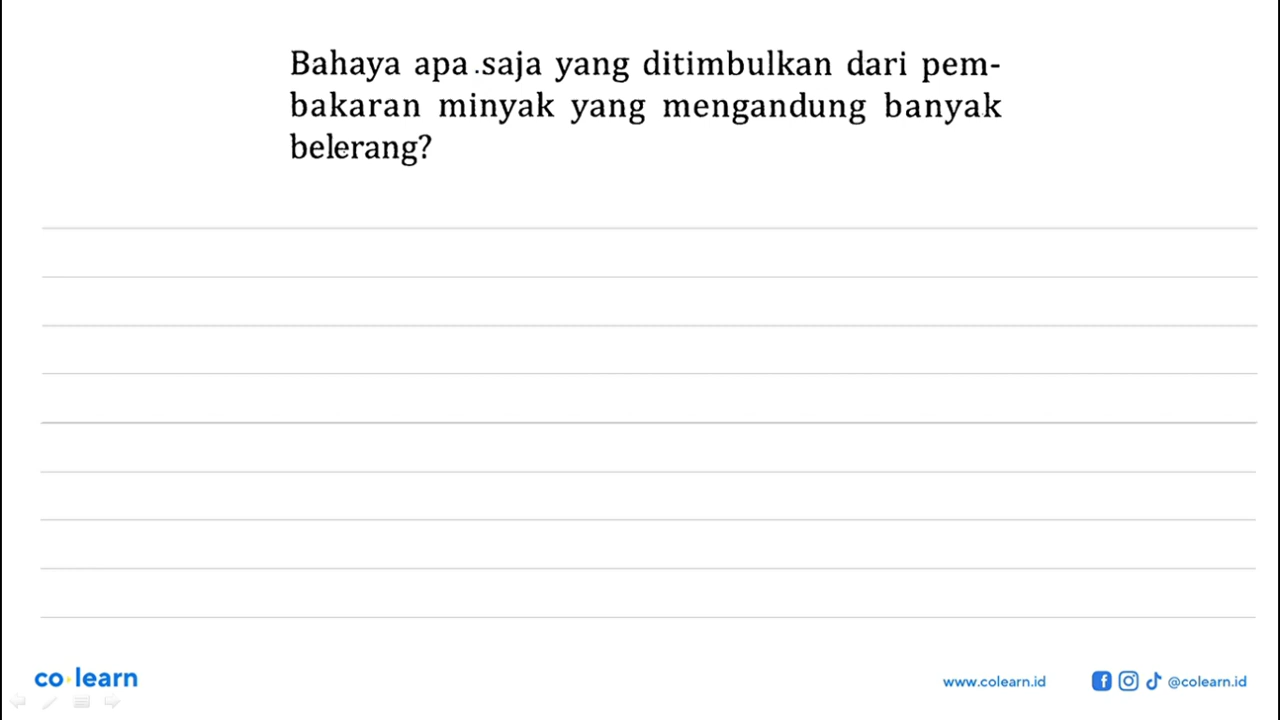 Bahaya apa saja yang ditimbulkan dari pem-
bakaran minyak yang mengandung banyak
belerang?
co learn
www.colearn.id
@colearn.id